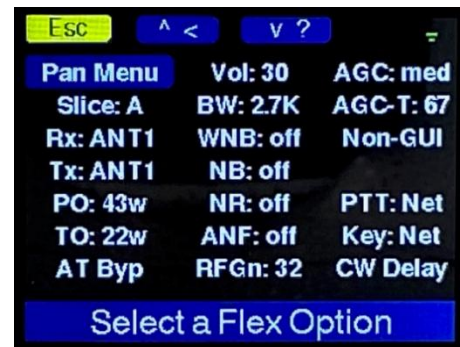 Esc ^ < v ?
Pan Menu Vol: 30 AGC: med
Slice: A BW: 2.7K AGC-T: 67
Rx: ANT1 WNB: off Non-GUI
Tx: ANT1 NB: off
PO: 43w NR: off PTT: Net
TO: 22w ANF: off Key: Net
AT Byp RFGn: 32 CW Delay
Select a Flex Option